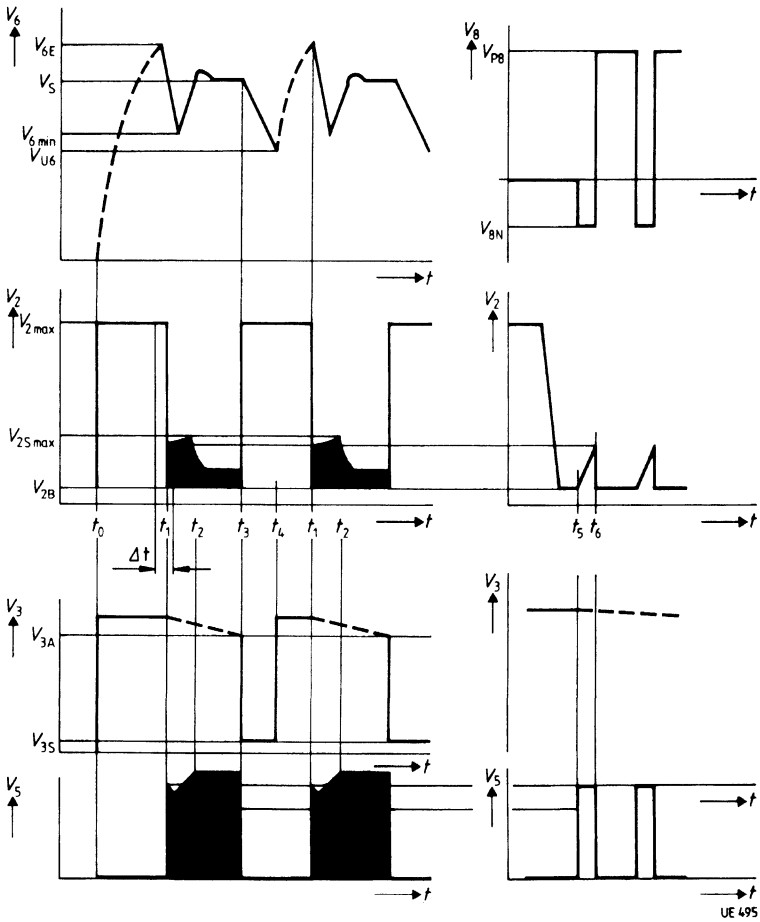 V6
V6E
VS
V6 min
VU6
t
V8
VP8
V8N
t
V2
V2 max
V2S max
V2B
t0
t1
t2
t3
t4
t1
t2
t
Δt
V2
t5
t6
t
V3
V3A
V3S
t
V3
V5
t
V5
t
t
UE 495